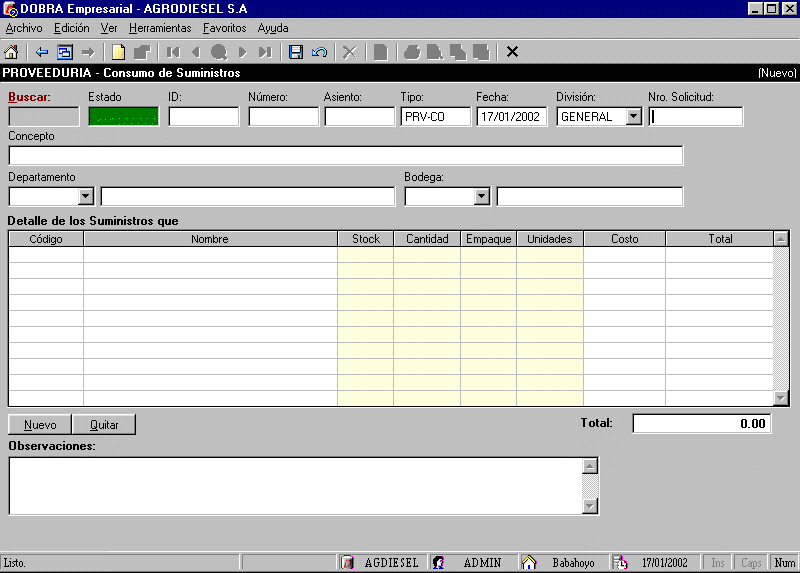 DOBRA Empresarial - AGRODIESEL S.A
Archivo Edición Ver Herramientas Favoritos Ayuda
PROVEEDURIA - Consumo de Suministros (Nuevo)
Buscar: Estado ID: Número: Asiento: Tipo: Fecha: División: Nro. Solicitud:
PRV-CO 17/01/2002 GENERAL
Concepto
Departamento Bodega:
Detalle de los Suministros que
Código Nombre Stock Cantidad Empaque Unidades Costo Total
Nuevo Quitar Total: 0.00
Observaciones:
Listo. AGDIESEL ADMIN Babahoyo 17/01/2002 Ins Caps Num